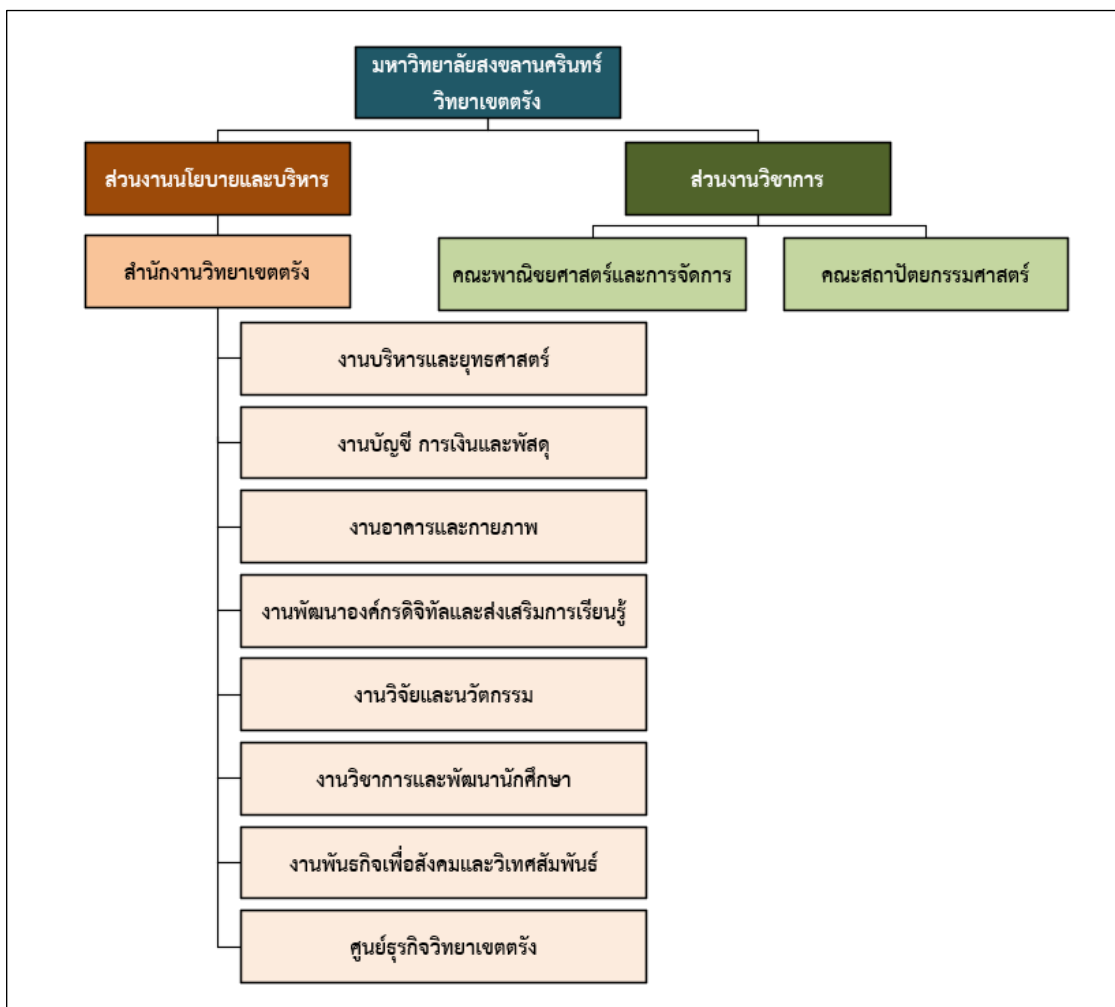 มหาวิทยาลัยสงขลานครินทร์
วิทยาเขตตรัง
ส่วนงานนโยบายและบริหาร
ส่วนงานวิชาการ
สำนักงานวิทยาเขตตรัง
คณะพาณิชยศาสตร์และการจัดการ
คณะสถาปัตยกรรมศาสตร์
งานบริหารและยุทธศาสตร์
งานบัญชี การเงินและพัสดุ
งานอาคารและกายภาพ
งานพัฒนาองค์กรดิจิทัลและส่งเสริมการเรียนรู้
งานวิจัยและนวัตกรรม
งานวิชาการและพัฒนานักศึกษา
งานพันธกิจเพื่อสังคมและวิเทศสัมพันธ์
ศูนย์ธุรกิจวิทยาเขตตรัง